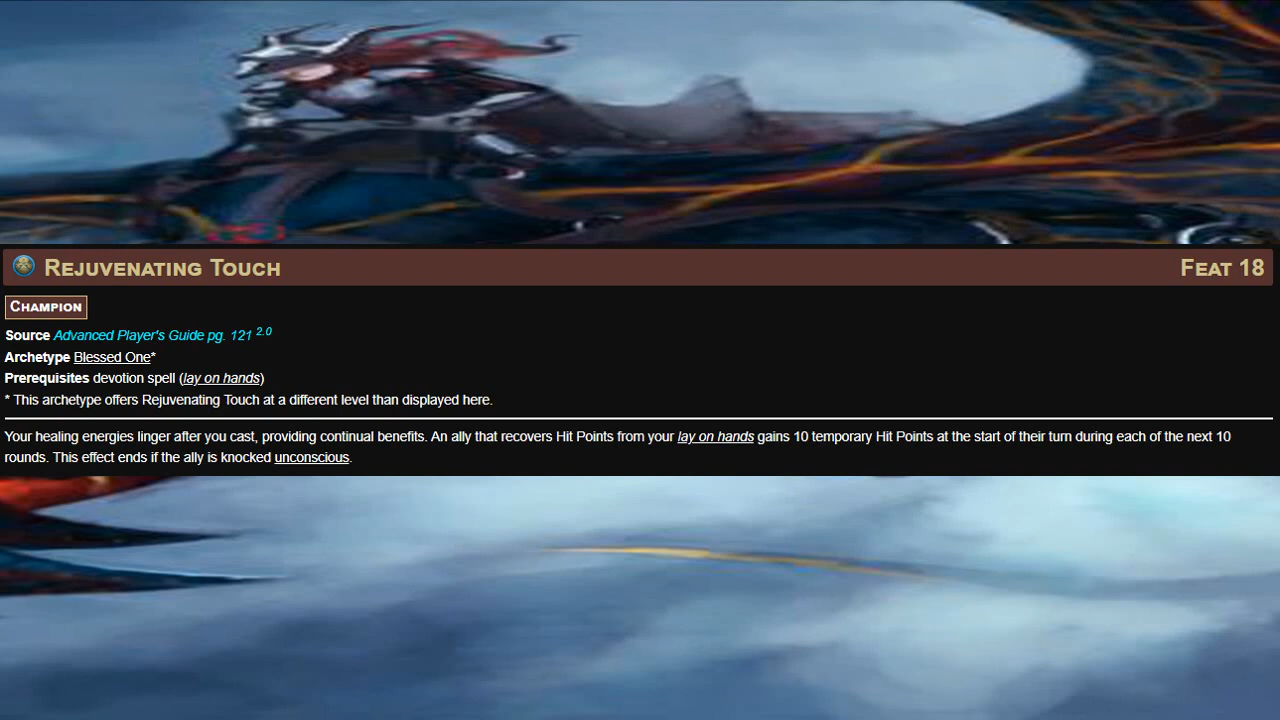 Rejuvenating Touch Feat 18
Champion
Source Advanced Player's Guide pg. 121 2.0
Archetype Blessed One*
Prerequisites devotion spell (lay on hands)
* This archetype offers Rejuvenating Touch at a different level than displayed here.
Your healing energies linger after you cast, providing continual benefits. An ally that recovers Hit Points from your lay on hands gains 10 temporary Hit Points at the start of their turn during each of the next 10
rounds. This effect ends if the ally is knocked unconscious.